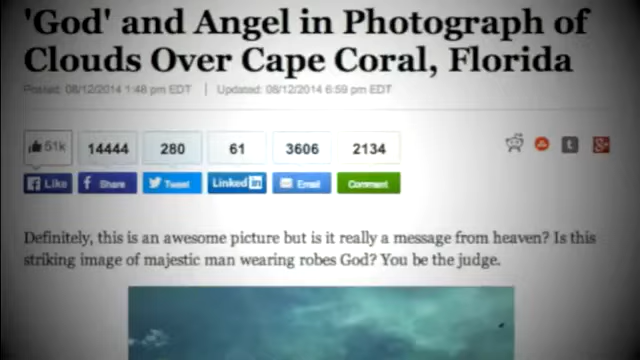 'God' and Angel in Photograph of
Clouds Over Cape Coral, Florida
Posted: 08/12/2014 1:48 pm EDT | Updated: 08/12/2014 6:59 pm EDT
51k 14444 280 61 3606 2134
Like Share Tweet Linked in Email Comment
Definitely, this is an awesome picture but is it really a message from heaven? Is this
striking image of majestic man wearing robes God? You be the judge.